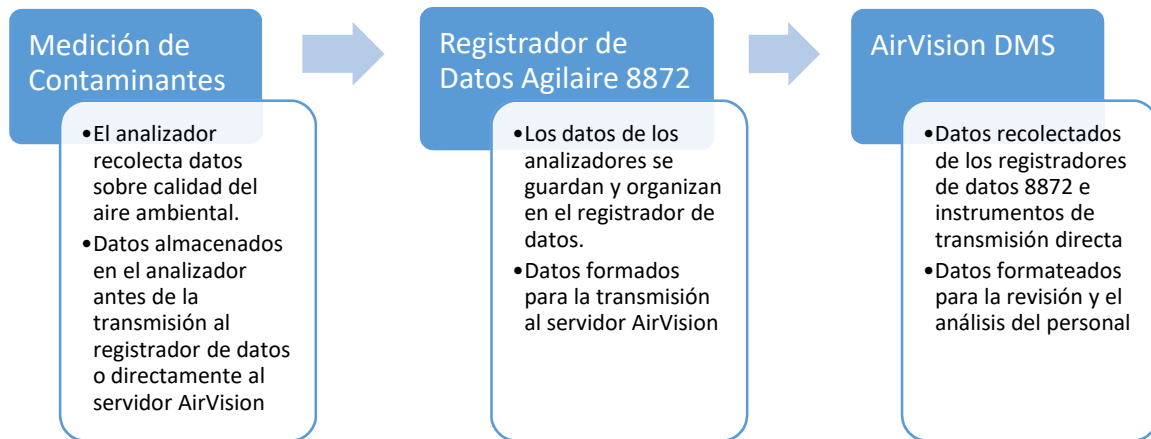 Medición de
Contaminantes
•El analizador
recolecta datos
sobre calidad del
aire ambiental.
•Datos almacenados
en el analizador
antes de la
transmisión al
registrador de datos
o directamente al
servidor AirVision
Registrador de
Datos Agilaire 8872
•Los datos de los
analizadores se
guardan y organizan
en el registrador de
datos.
•Datos formados
para la transmisión
al servidor AirVision
AirVision DMS
•Datos recolectados
de los registradores
de datos 8872 e
instrumentos de
transmisión directa
•Datos formateados
para la revisión y el
análisis del personal